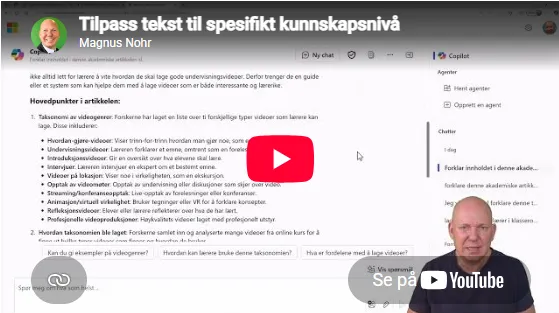 Tilpass tekst til spesifikt kunnskapsnivå
Magnus Nohr
Ny chat
Copilot
ikke alltid lett for lærere å vite hvordan de skal lage gode undervisningsvideoer. Derfor trenger de en guide
eller et system som kan hjelpe dem med å lage videoer som er både interessante og lærerike.
Hovedpunkter i artikkelen:
1. Taksonomi av videogenrer: Forskerne har laget en liste over ti forskjellige typer videoer som lærere kan
lage. Disse inkluderer:
• Hvordan-gjøre-videoer: Viser trinn-for-trinn hvordan man gjør noe, som
• Undervisningsvideoer: Læreren forklarer et emne, omtrent som en
• Introduksjonsvideoer: Gir en oversikt over hva elevene skal lære.
• Intervjuer: Læreren intervjuer en ekspert om et bestemt emne.
• Videoer på lokasjon: Viser noe i virkeligheten, som en ekskursjon.
• Opptak av videomøter: Opptak av undervisning eller diskusjoner som skjer over video.
• Streaming/konferanseopptak: Live-opptak av forelesninger eller konferanser.
• Animasjon/virtuell virkelighet: Bruker tegninger eller VR for å forklare konsepter.
• Refleksjonsvideoer: Elever eller lærere reflekterer over hva de har lært.
• Profesjonelle videoproduksjoner: Høykvalitets videoer laget med profesjonelt utstyr.
2. Hvordan taksonomien ble laget: Forskerne samlet inn og analyserte mange videoer fra online kurs for å
Kan du gi eksempler på videogenrer?
Hvordan kan lærere bruke denne taksonomien?
Hva er fordelene med å lage videoer?
Vis spørsmål
Spør meg om hva som helst...
Copilot
Agenter
Hent agenter
Opprett en agent
Chatter
I dag
Forklar innholdet i denne akade...
forklare denne akademiske artikke...
Se på YouTube